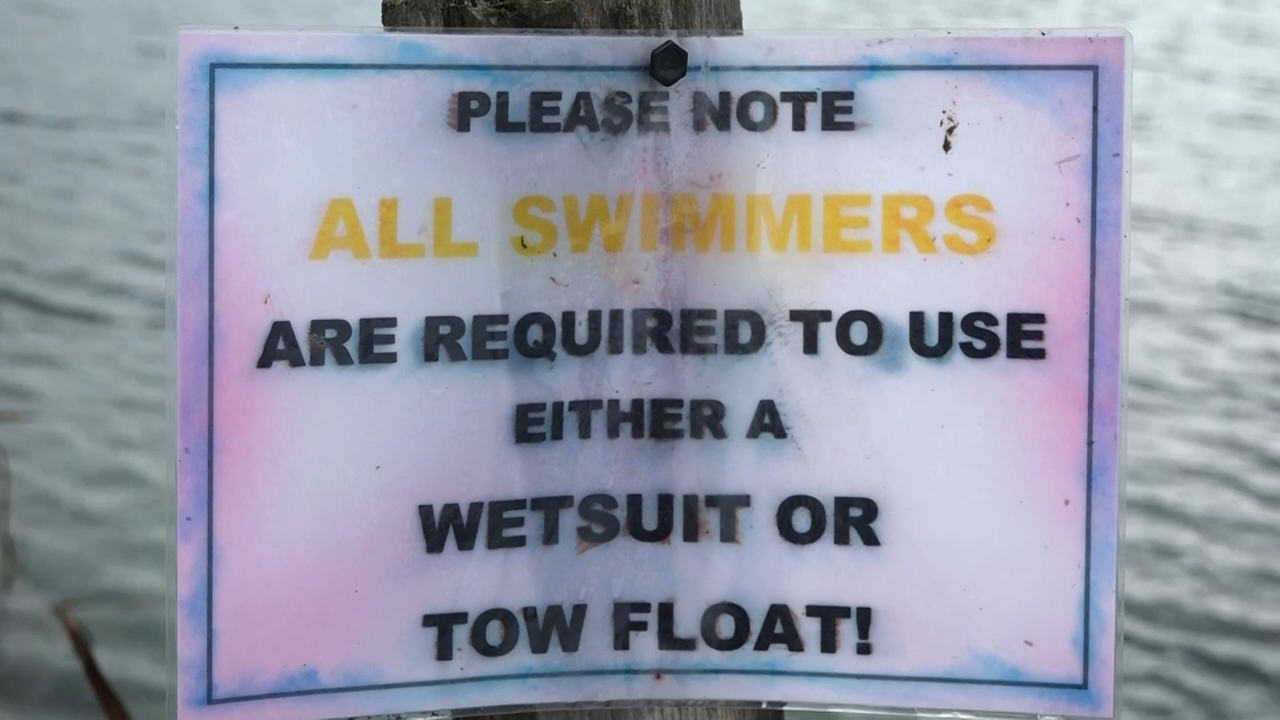 PLEASE NOTE
ALL SWIMMERS
ARE REQUIRED TO USE
EITHER A
WETSUIT OR
TOW FLOAT!